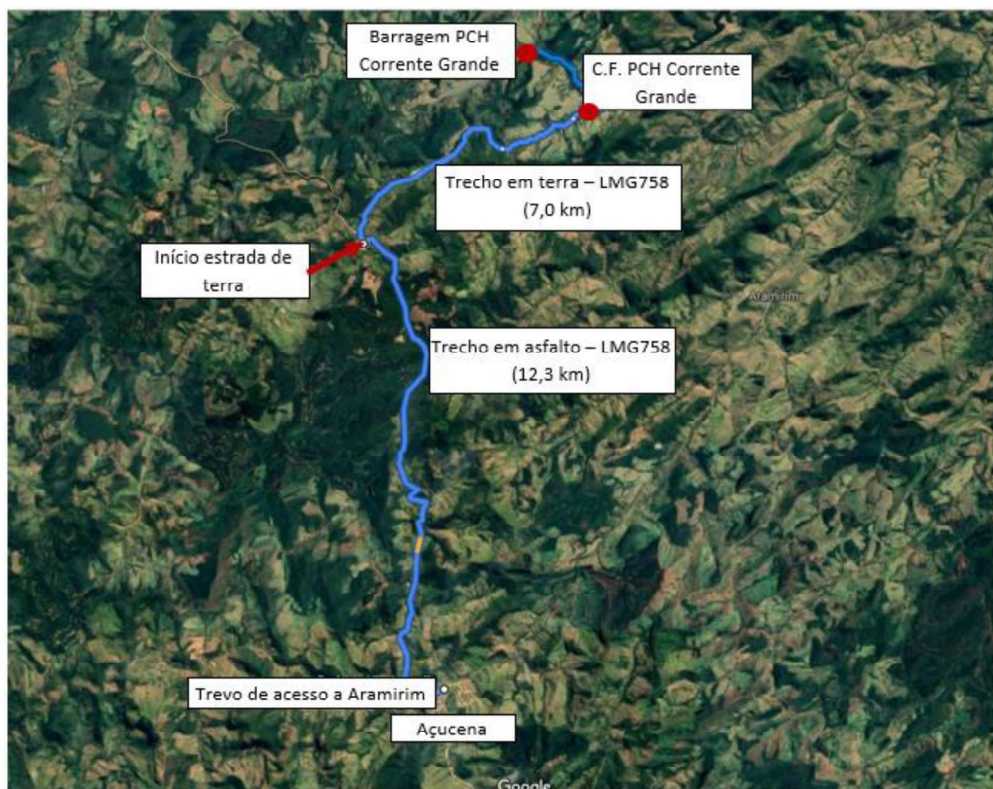 Barragem PCH
Corrente Grande
C.F. PCH Corrente
Grande
Trecho em terra – LMG758
(7,0 km)
Início estrada de
terra
Aramirim
Trecho em asfalto – LMG758
(12,3 km)
Trevo de acesso a Aramirim
Açucena
Google